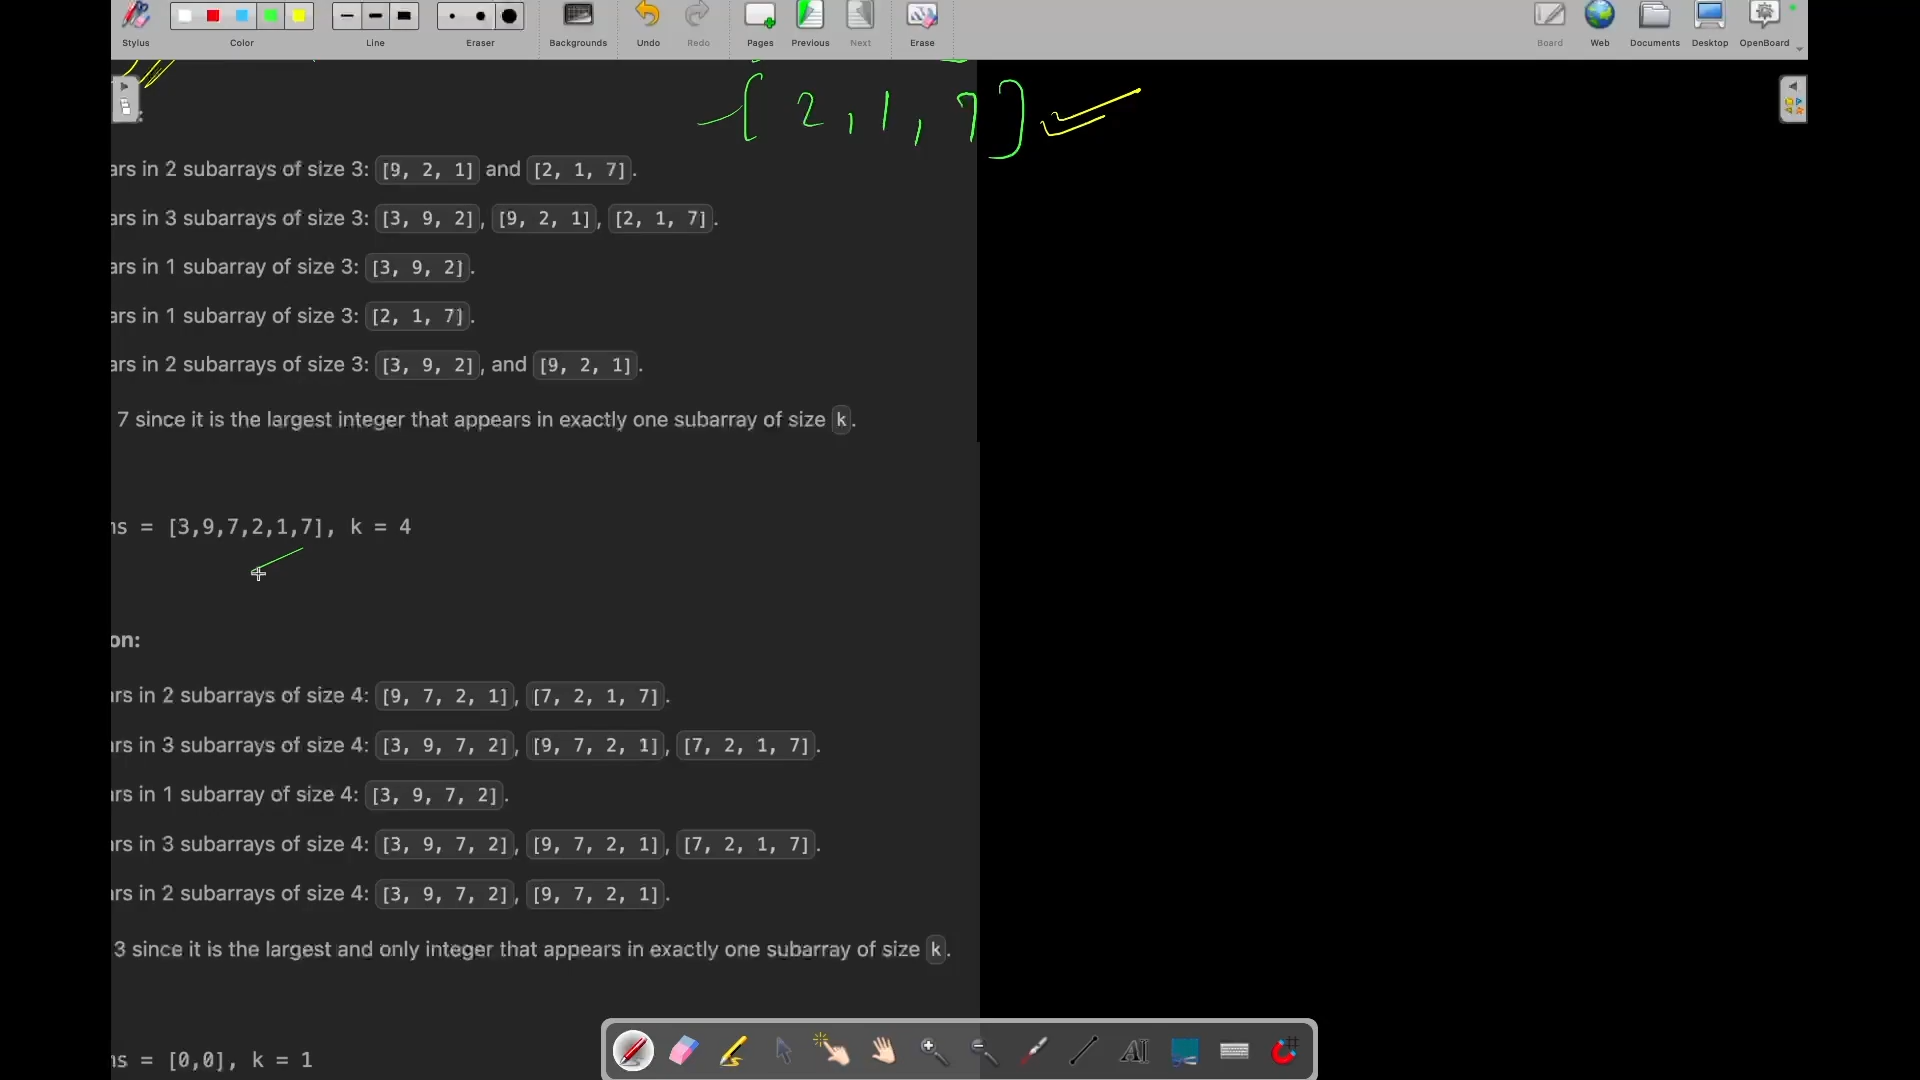 Stylus Color Line Eraser Backgrounds Undo Redo Pages Previous Next Erase Board Web Documents Desktop OpenBoard
[ 2, 1, 7 ]
ars in 2 subarrays of size 3: [9, 2, 1] and [2, 1, 7].
ars in 3 subarrays of size 3: [3, 9, 2], [9, 2, 1], [2, 1, 7].
ars in 1 subarray of size 3: [3, 9, 2].
ars in 1 subarray of size 3: [2, 1, 7].
ars in 2 subarrays of size 3: [3, 9, 2], and [9, 2, 1].
7 since it is the largest integer that appears in exactly one subarray of size k.
ns = [3,9,7,2,1,7], k = 4
on:
ars in 2 subarrays of size 4: [9, 7, 2, 1], [7, 2, 1, 7].
ars in 3 subarrays of size 4: [3, 9, 7, 2], [9, 7, 2, 1], [7, 2, 1, 7].
ars in 1 subarray of size 4: [3, 9, 7, 2].
ars in 3 subarrays of size 4: [3, 9, 7, 2], [9, 7, 2, 1], [7, 2, 1, 7].
ars in 2 subarrays of size 4: [3, 9, 7, 2], [9, 7, 2, 1].
3 since it is the largest and only integer that appears in exactly one subarray of size k.
ns = [0,0], k = 1
AI